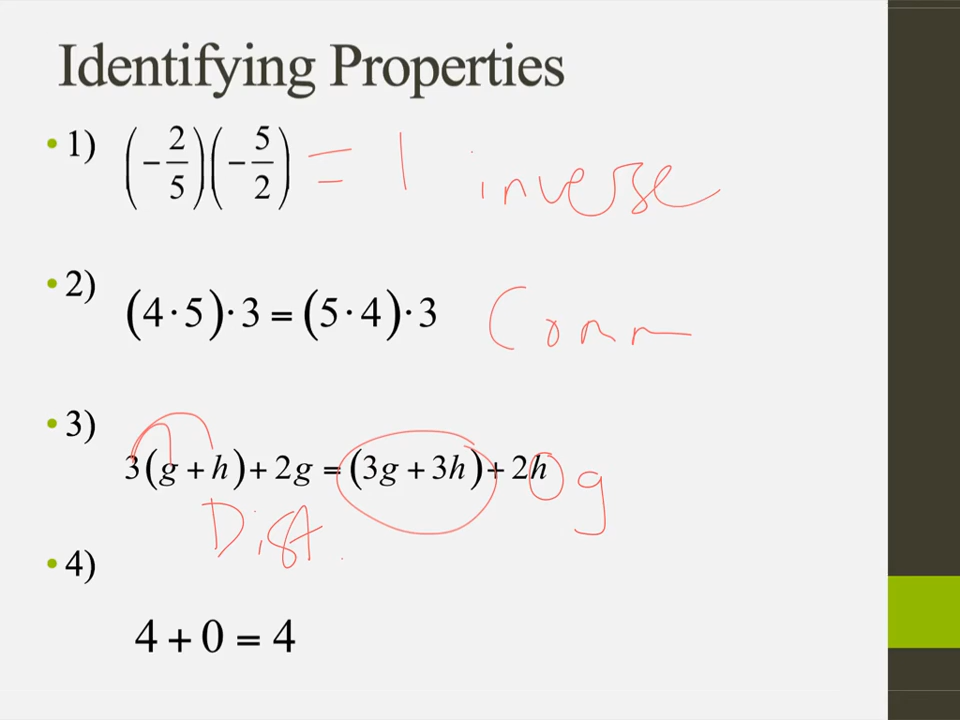 Identifying Properties
• 1) (-2/5)(-5/2) = 1 inverse
• 2) (4·5)·3 = (5·4)·3 Comm
• 3)
3(g + h) + 2g = (3g + 3h) + 2h g
Dist.
• 4)
4 + 0 = 4